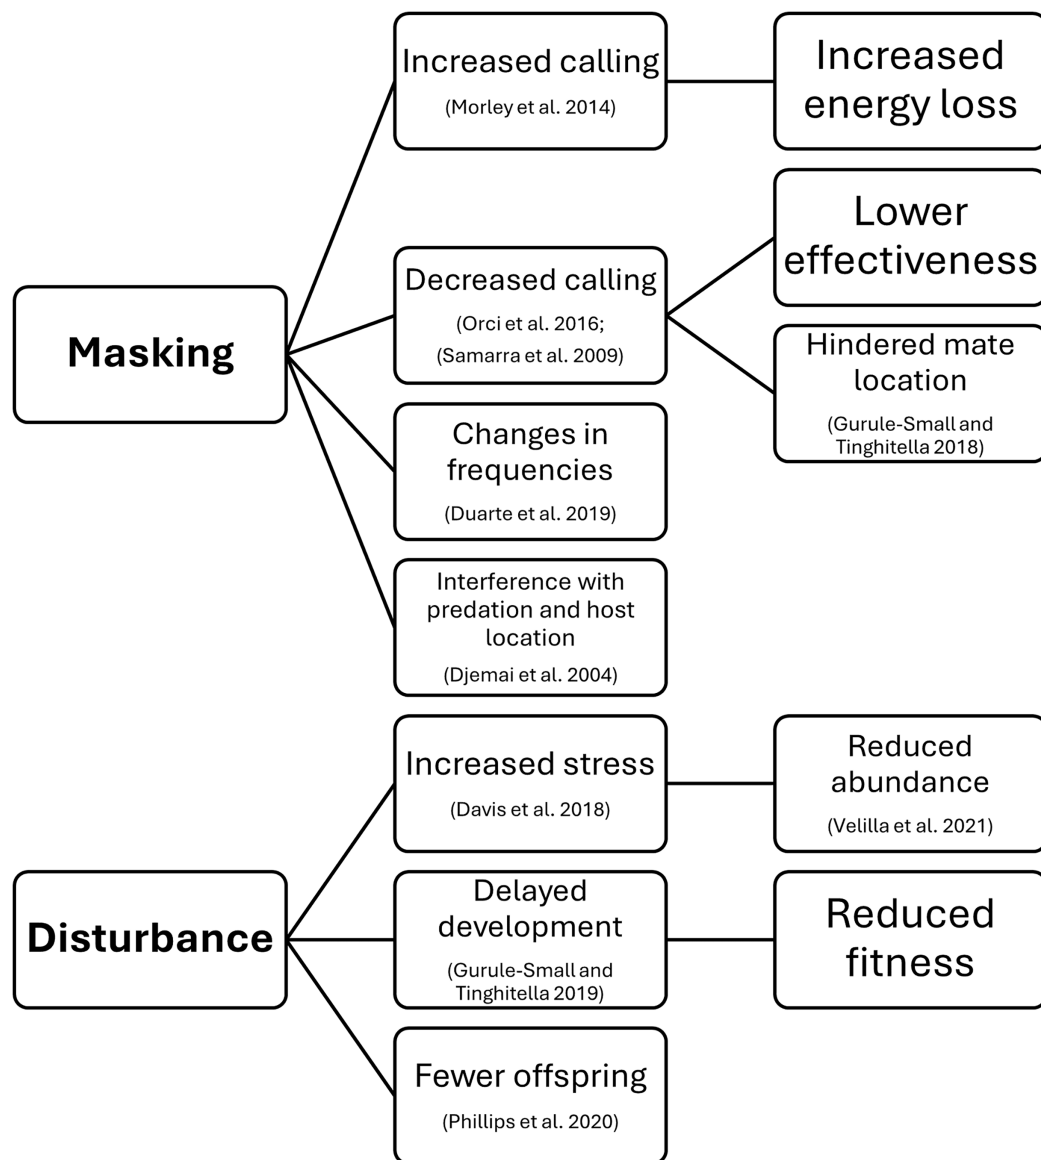 Increased calling
(Morley et al. 2014)
Increased
energy loss
Masking
Decreased calling
(Orci et al. 2016;
(Samarra et al. 2009)
Lower
effectiveness
Hindered mate
location
(Gurule-Small and
Tinghitella 2018)
Changes in
frequencies
(Duarte et al. 2019)
Interference with
predation and host
location
(Djemai et al. 2004)
Disturbance
Increased stress
(Davis et al. 2018)
Reduced
abundance
(Velilla et al. 2021)
Delayed
development
(Gurule-Small and
Tinghitella 2019)
Reduced
fitness
Fewer offspring
(Phillips et al. 2020)